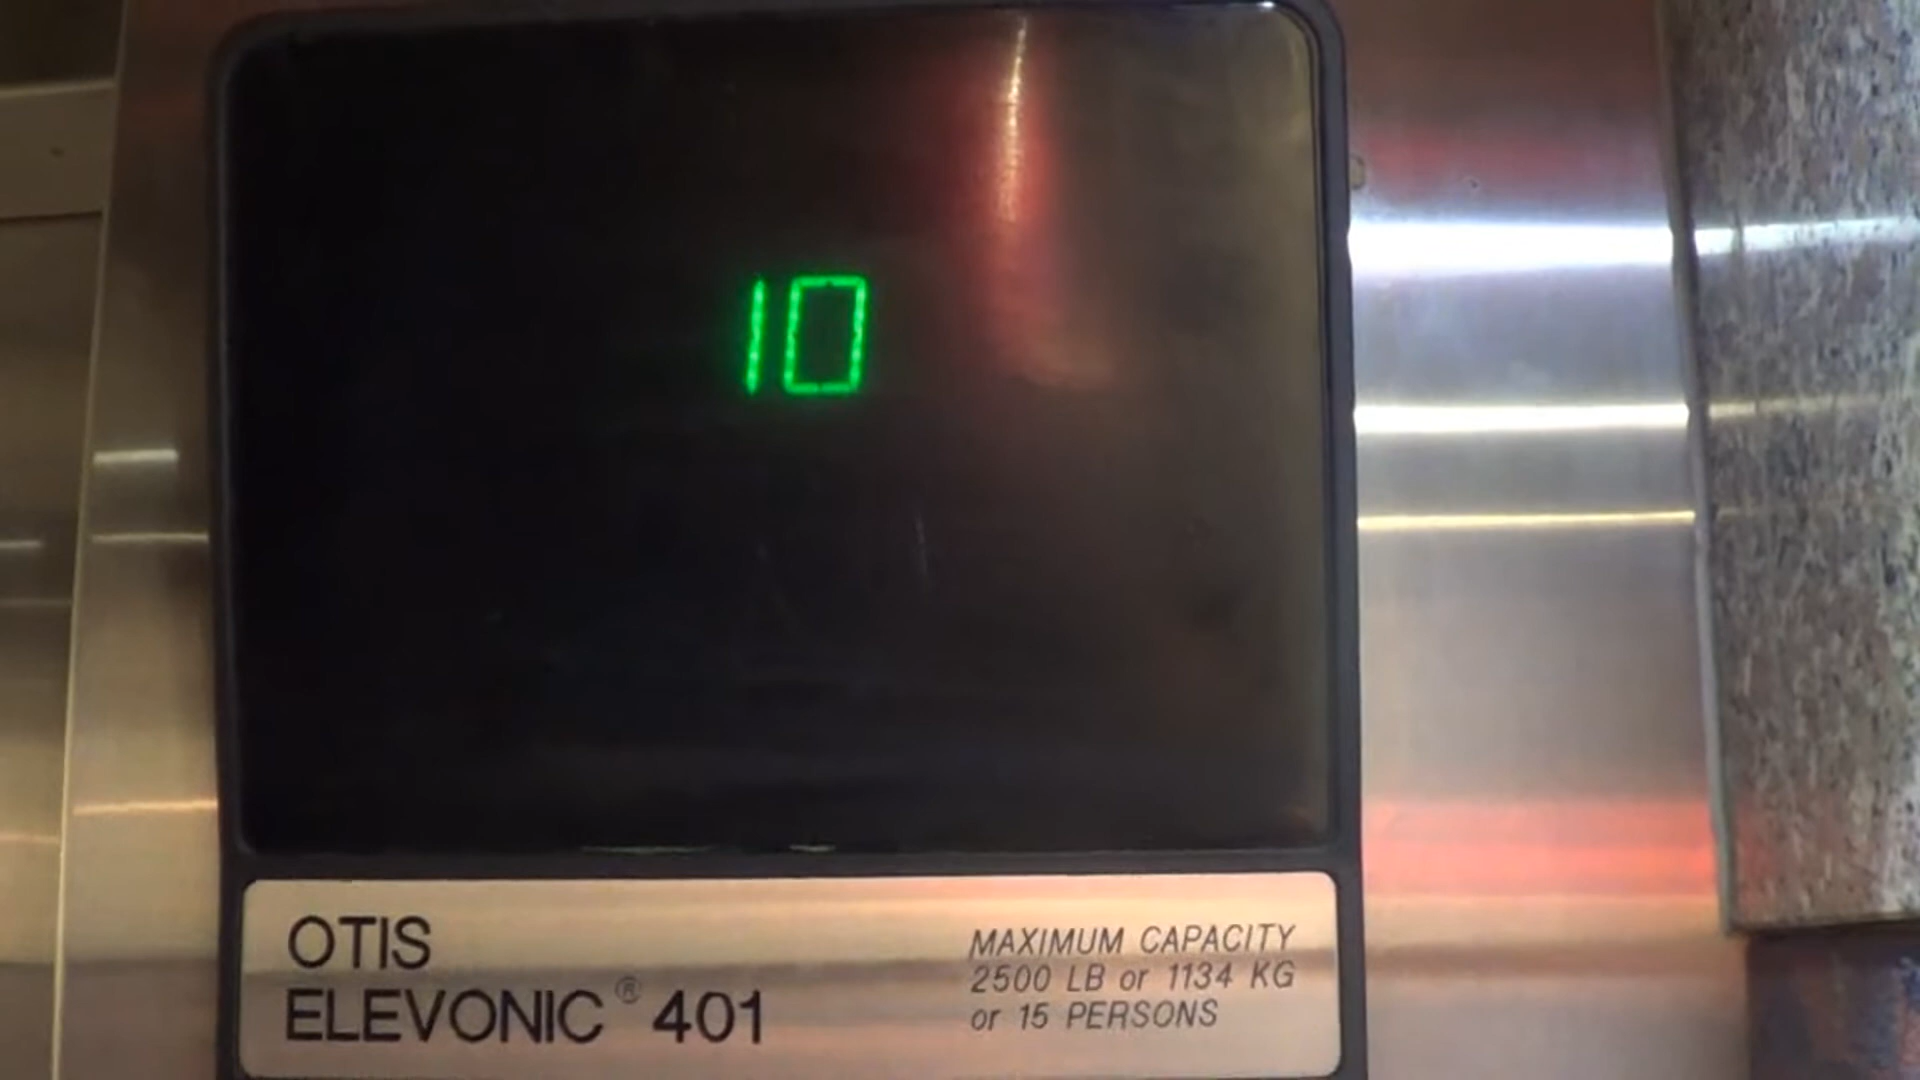 10
OTIS
ELEVONIC® 401
MAXIMUM CAPACITY
2500 LB or 1134 KG
or 15 PERSONS